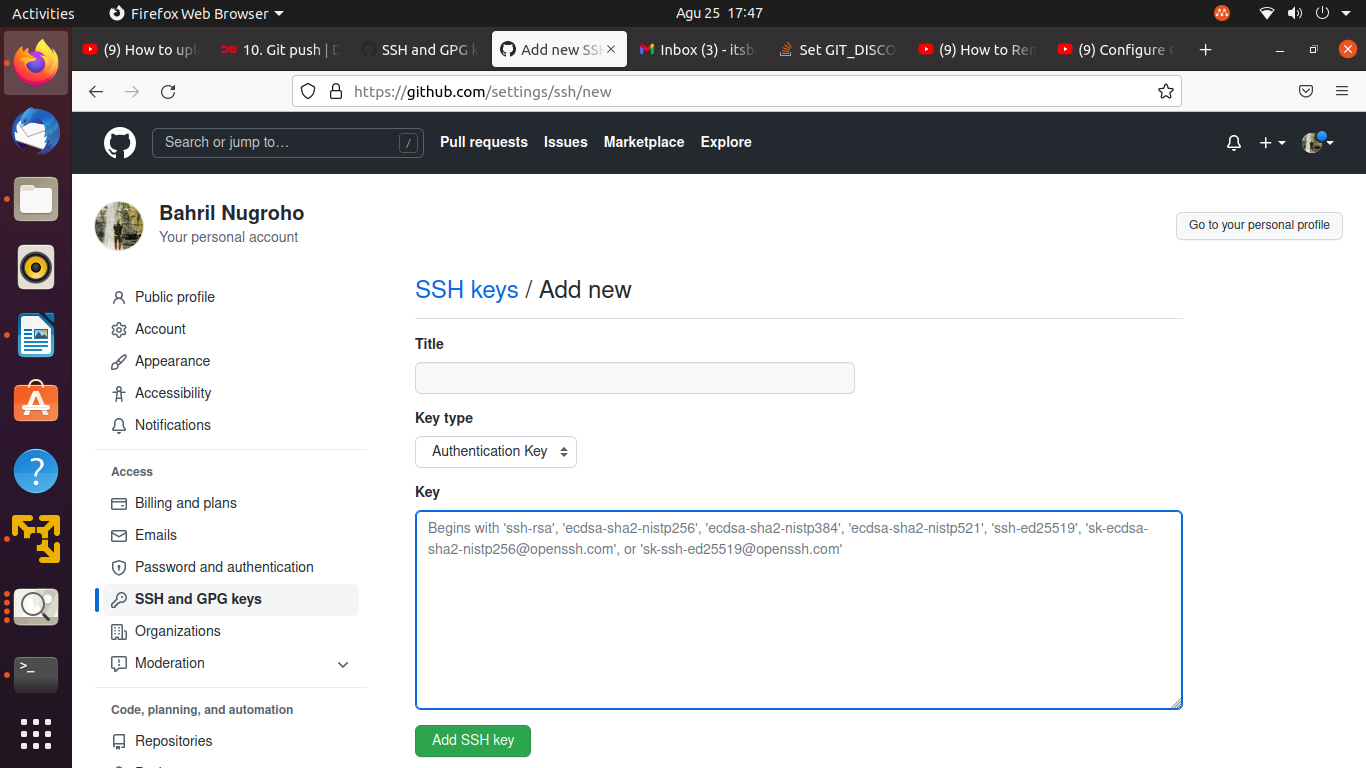 Activities
Firefox Web Browser
Agu 25 17:47
(9) How to upl
10. Git push | D
SSH and GPG k
Add new SSH
Inbox (3) - itsb
Set GIT_DISCO
(9) How to Ren
(9) Configure G
https://github.com/settings/ssh/new
Search or jump to…
/
Pull requests
Issues
Marketplace
Explore
Bahril Nugroho
Your personal account
Go to your personal profile
Public profile
Account
Appearance
Accessibility
Notifications
Access
Billing and plans
Emails
Password and authentication
SSH and GPG keys
Organizations
Moderation
Code, planning, and automation
Repositories
SSH keys / Add new
Title
Key type
Authentication Key
Key
Begins with 'ssh-rsa', 'ecdsa-sha2-nistp256', 'ecdsa-sha2-nistp384', 'ecdsa-sha2-nistp521', 'ssh-ed25519', 'sk-ecdsa-
sha2-nistp256@openssh.com', or 'sk-ssh-ed25519@openssh.com'
Add SSH key